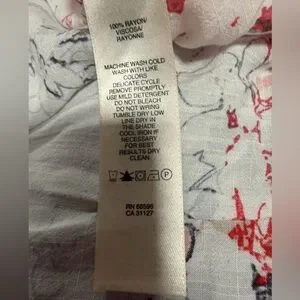 100% RAYON/
VISCOSA/
RAYONNE
MACHINE WASH COLD
WASH WITH LIKE
COLORS
DELICATE CYCLE
REMOVE PROMPTLY
USE MILD DETERGENT
DO NOT BLEACH
DO NOT WRING
TUMBLE DRY LOW
LINE DRY IN
THE SHADE
COOL IRON IF
NECESSARY
FOR BEST
RESULTS DRY
CLEAN
P
RN 68596
CA 31127